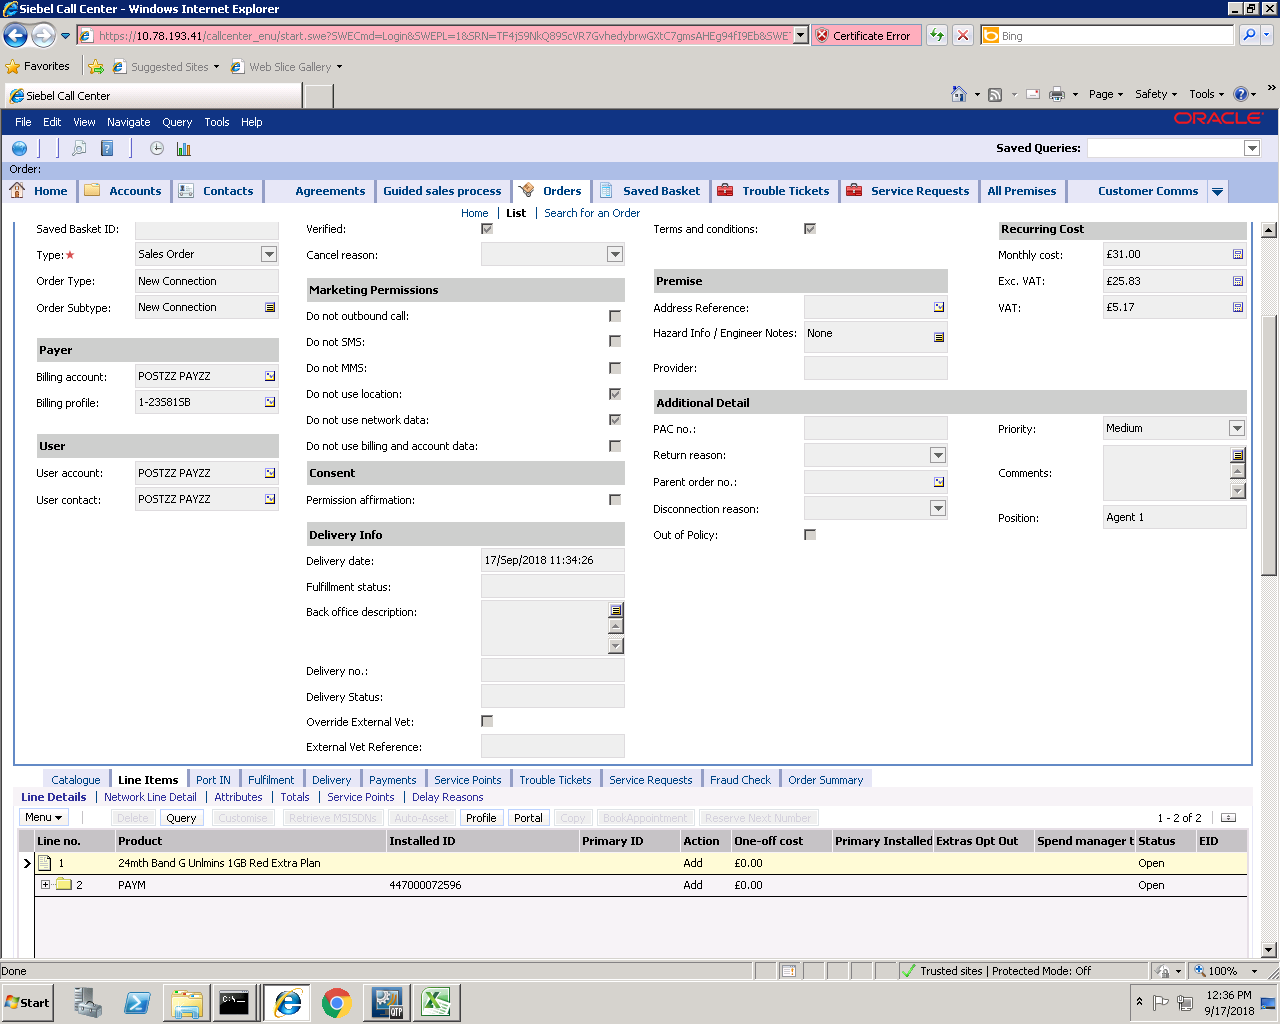 Siebel Call Center - Windows Internet Explorer
https://10.78.193.41/callcenter_enu/start.swe?SWECmd=Login&SWEPL=1&SRN=
Certificate Error
Bing
Favorites
Suggested Sites
Web Slice Gallery
Siebel Call Center
Page
Safety
Tools
File Edit View Navigate Query Tools Help
ORACLE
Saved Queries:
Order:
Home Accounts Contacts Agreements Guided sales process Orders Saved Basket Trouble Tickets Service Requests All Premises Customer Comms
Home List Search for an Order
Saved Basket ID: Verified: Terms and conditions: Recurring Cost
Type: Sales Order Cancel reason: Monthly cost: £31.00
Order Type: New Connection Marketing Permissions Premise Exc. VAT: £25.83
Order Subtype: New Connection Do not outbound call: Address Reference: VAT: £5.17
Do not SMS: Hazard Info / Engineer Notes: None
Payer
Billing account: POSTZZ PAYZZ Do not MMS: Provider:
Billing profile: 1-23S81SB Do not use location: Additional Detail
Do not use network data: PAC no.: Priority: Medium
User Do not use billing and account data: Return reason:
User account: POSTZZ PAYZZ Consent Parent order no.: Comments:
User contact: POSTZZ PAYZZ Permission affirmation: Disconnection reason: Position: Agent 1
Delivery Info Out of Policy:
Delivery date: 17/Sep/2018 11:34:26
Fulfillment status:
Back office description:
Delivery no.:
Delivery Status:
Override External Vet:
External Vet Reference:
Catalogue Line Items Port IN Fulfilment Delivery Payments Service Points Trouble Tickets Service Requests Fraud Check Order Summary
Line Details Network Line Detail Attributes Totals Service Points Delay Reasons
Menu Delete Query Customise Retrieve MSISDNs Auto-Asset Profile Portal Copy BookAppointment Reserve Next Number 1 - 2 of 2
Line no. Product Installed ID Primary ID Action One-off cost Primary Installed Extras Opt Out Spend manager t Status EID
1 24mth Band G Unlmins 1GB Red Extra Plan Add £0.00 Open
2 PAYM 447000072596 Add £0.00 Open
Done
Trusted sites | Protected Mode: Off
100%
Start
C:\.
QTP
12:36 PM
9/17/2018